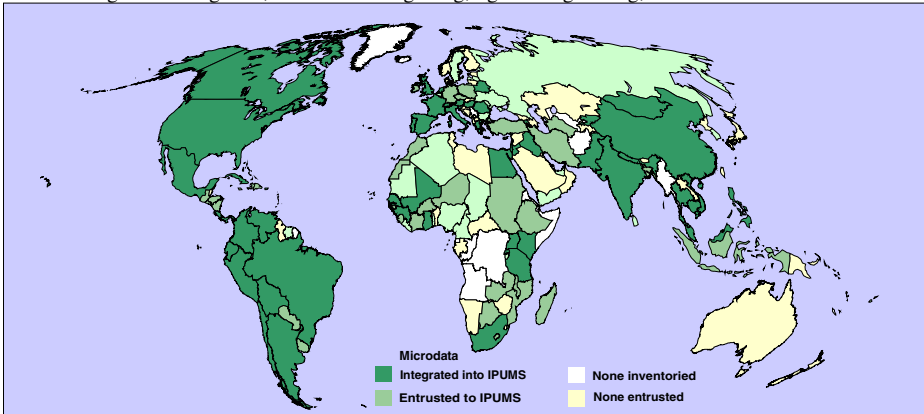 Microdata
Integrated into IPUMS
None inventoried
Entrusted to IPUMS
None entrusted